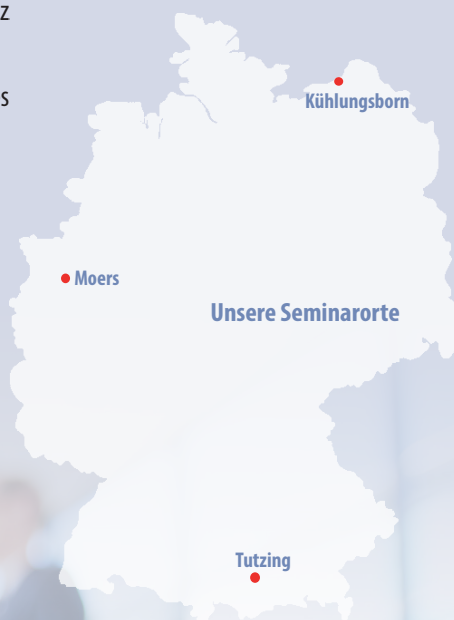 Z
S
Kühlungsborn
Moers
Unsere Seminarorte
Tutzing